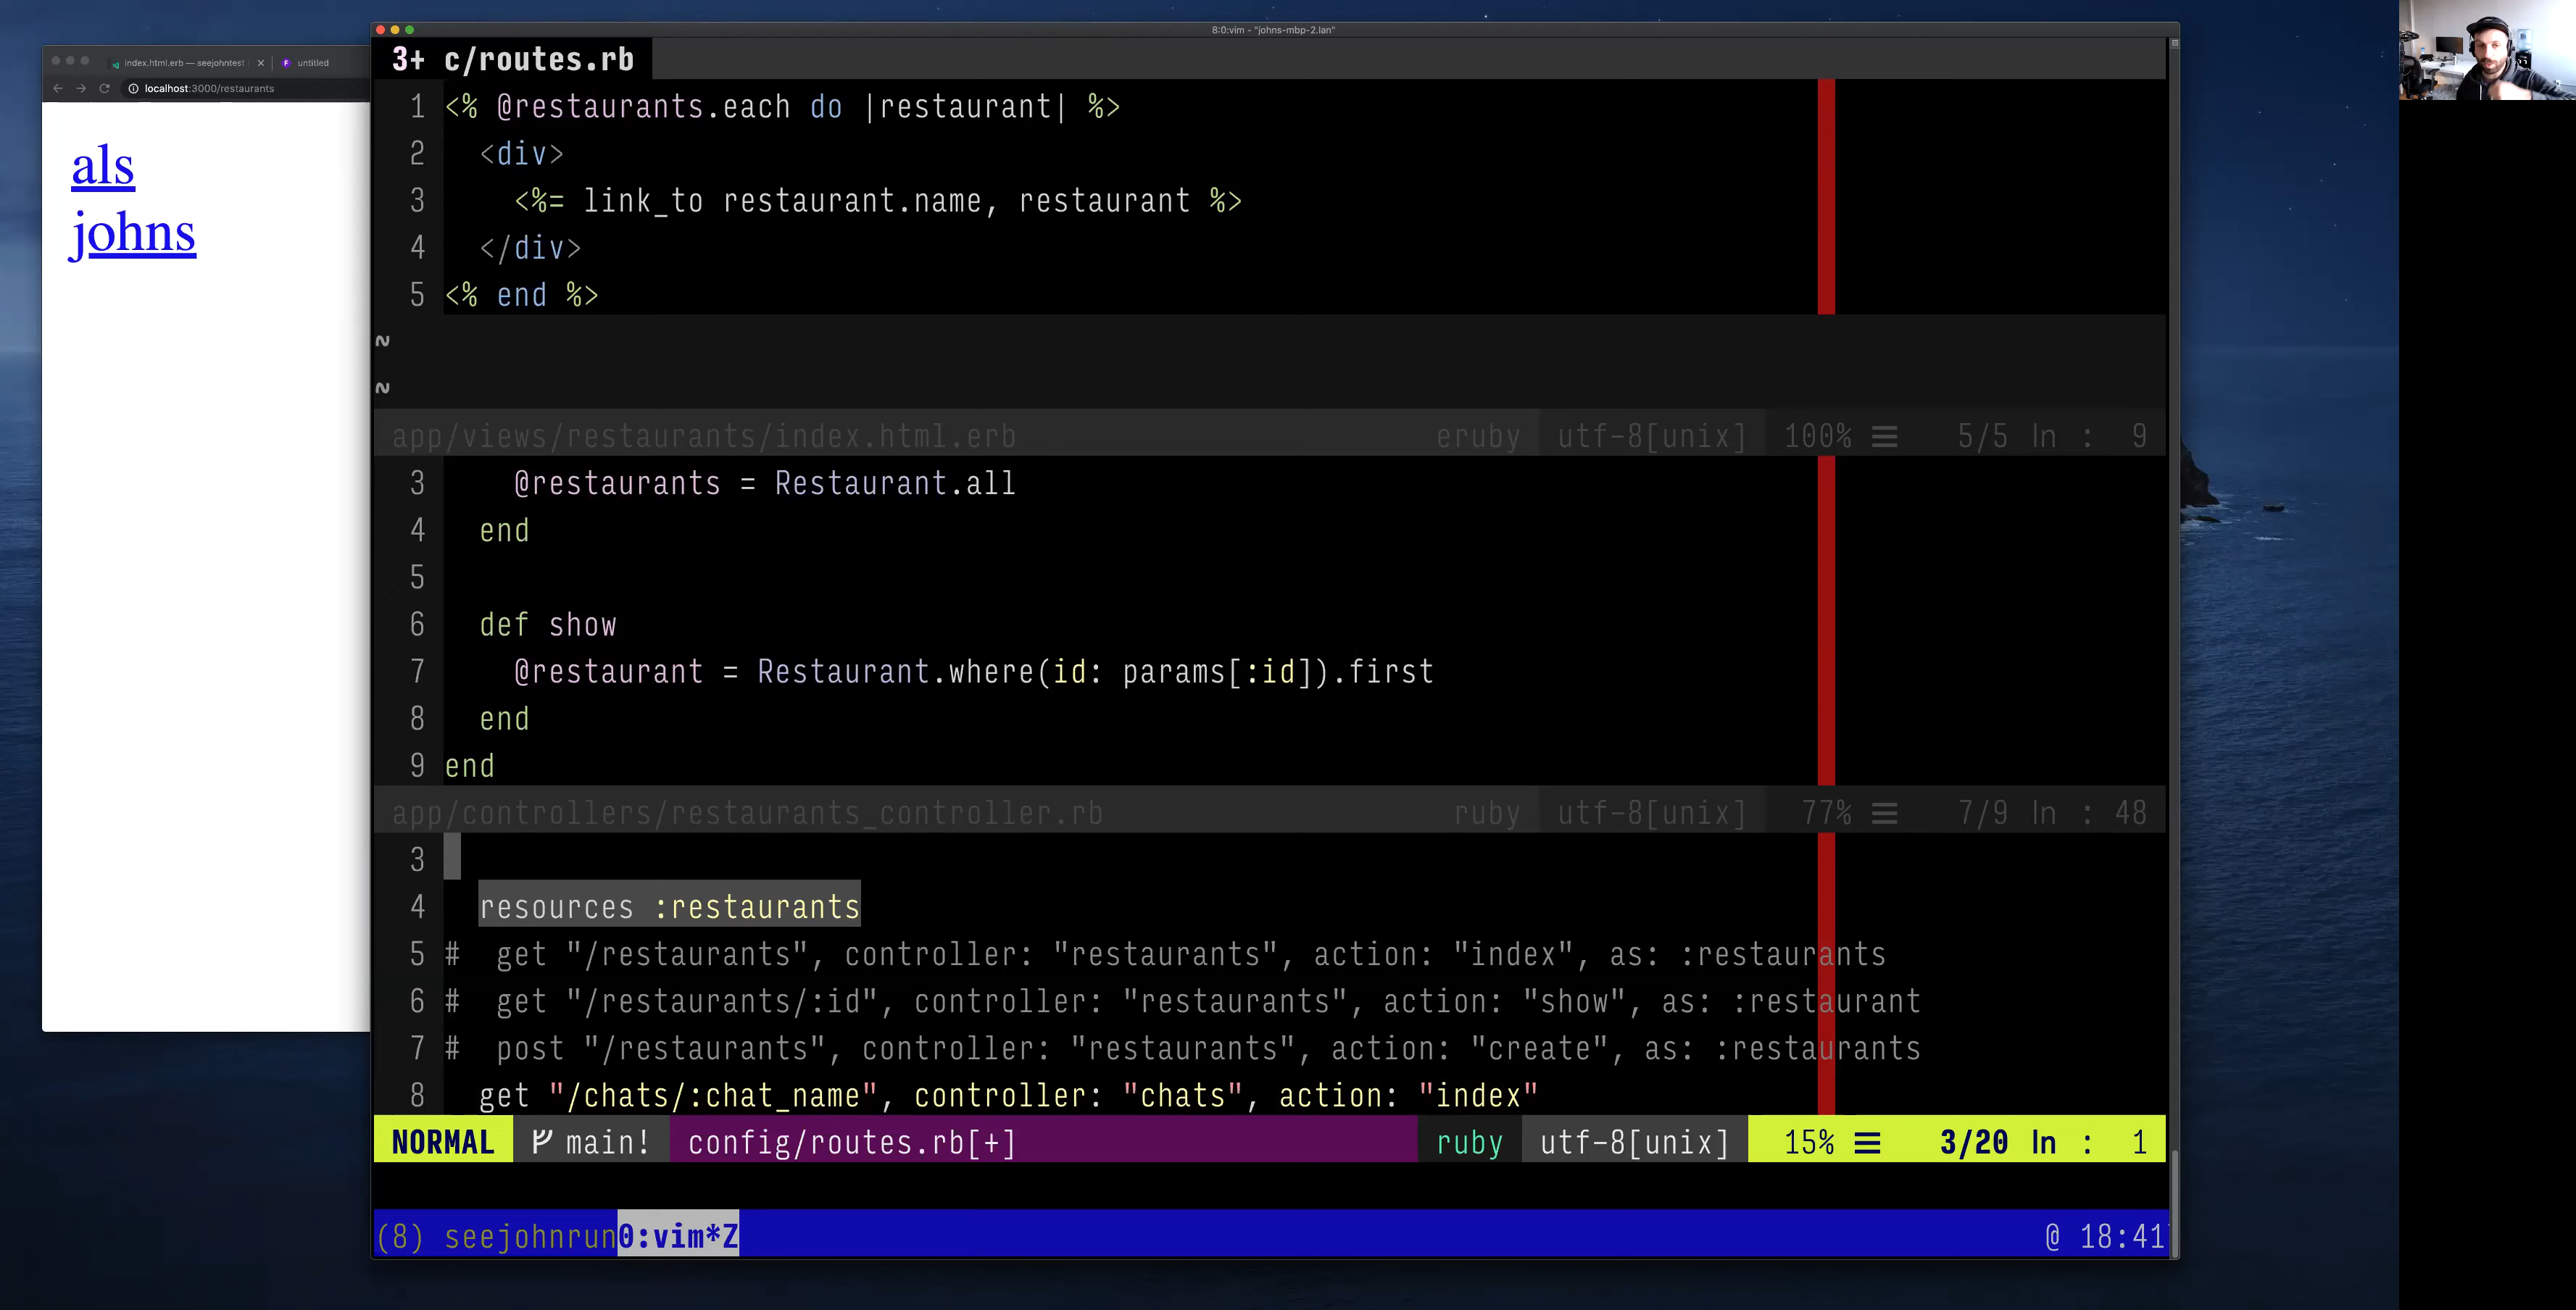 8:0:vim - "johns-mbp-2.lan"
index.html.erb — seejohntest
untitled
localhost:3000/restaurants
als
johns
3+ c/routes.rb
1 <% @restaurants.each do |restaurant| %>
2   <div>
3     <%= link_to restaurant.name, restaurant %>
4   </div>
5 <% end %>
~
~
app/views/restaurants/index.html.erb eruby utf-8[unix] 100% ☰ 5/5 ln : 9
3     @restaurants = Restaurant.all
4   end
5
6   def show
7     @restaurant = Restaurant.where(id: params[:id]).first
8   end
9 end
app/controllers/restaurants_controller.rb ruby utf-8[unix] 77% ☰ 7/9 ln : 48
3
4   resources :restaurants
5 #  get "/restaurants", controller: "restaurants", action: "index", as: :restaurants
6 #  get "/restaurants/:id", controller: "restaurants", action: "show", as: :restaurant
7 #  post "/restaurants", controller: "restaurants", action: "create", as: :restaurants
8   get "/chats/:chat_name", controller: "chats", action: "index"
NORMAL main! config/routes.rb[+] ruby utf-8[unix] 15% ☰ 3/20 ln : 1
(8) seejohnrun0:vim*Z @ 18:41